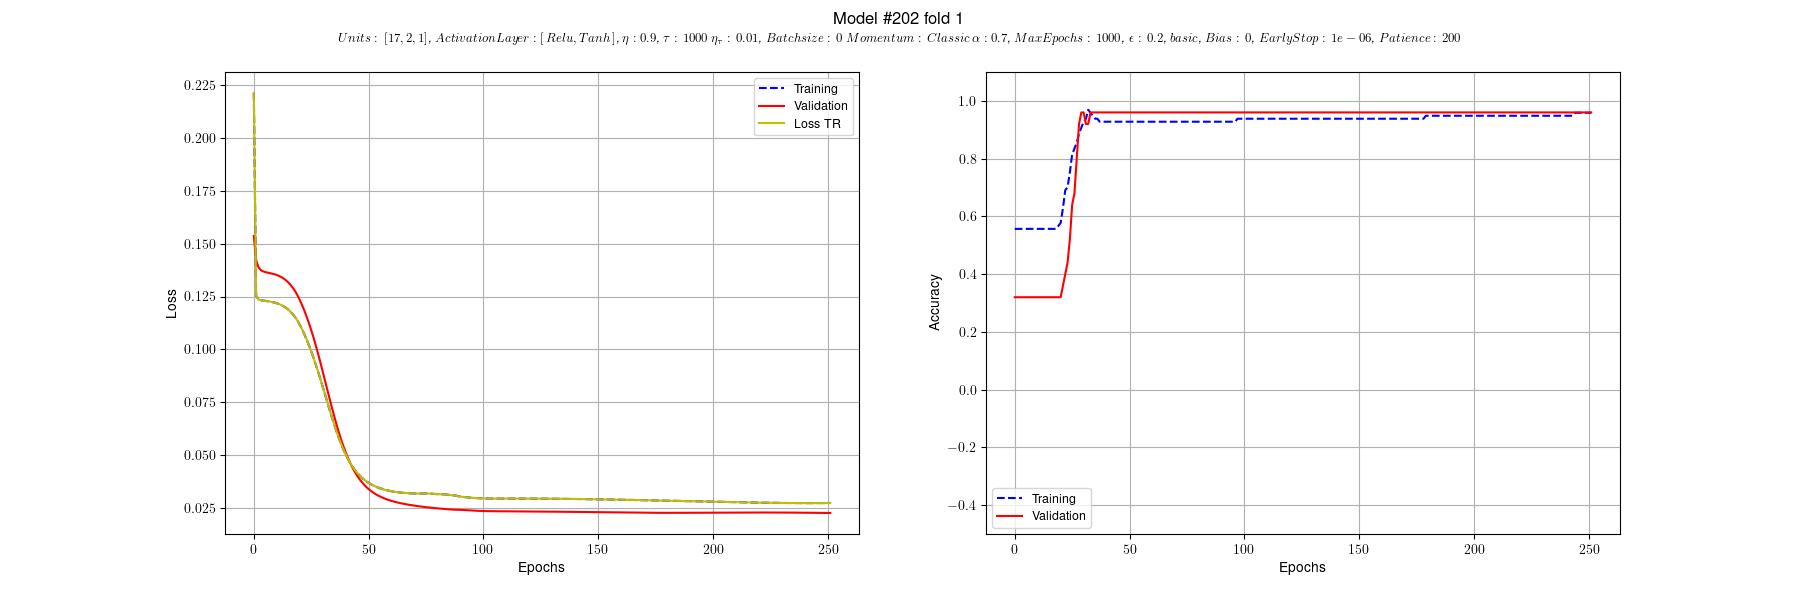 Model #202 fold 1
Units : [17, 2, 1], ActivationLayer : [ Relu, Tanh], η : 0.9, τ : 1000 ητ : 0.01, Batchsize : 0 Momentum : Classic α : 0.7, MaxEpochs : 1000, ϵ : 0.2, basic, Bias : 0, EarlyStop : 1e − 06, Patience : 200
0.225
0.200
0.175
0.150
0.125
0.100
0.075
0.050
0.025
Loss
Training
Validation
Loss TR
0
50
100
150
200
250
Epochs
1.0
0.8
0.6
0.4
0.2
0.0
−0.2
−0.4
Accuracy
Training
Validation
0
50
100
150
200
250
Epochs